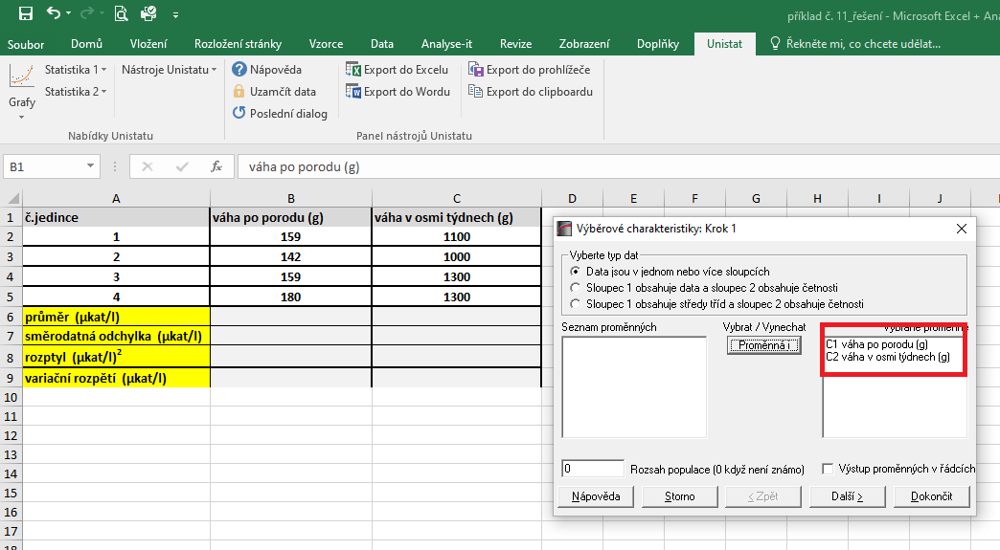 příklad č. 11_řešení - Microsoft Excel + Ana
Soubor Domů Vložení Rozložení stránky Vzorce Data Analyse-it Revize Zobrazení Doplňky Unistat Řekněte mi, co chcete udělat...
Statistika 1 Nástroje Unistatu Nápověda Export do Excelu Export do prohlížeče
Statistika 2 Uzamčít data Export do Wordu Export do clipboardu
Grafy
Poslední dialog
Nabídky Unistatu Panel nástrojů Unistatu
B1 fx váha po porodu (g)
A B C D E F G H I J
1 č.jedince váha po porodu (g) váha v osmi týdnech (g)
2 1 159 1100
3 2 142 1000
4 3 159 1300
5 4 180 1300
6 průměr (µkat/l)
7 směrodatná odchylka (µkat/l)
8 rozptyl (µkat/l)²
9 variační rozpětí (µkat/l)
10
11
12
13
14
15
16
17
18
Výběrové charakteristiky: Krok 1
Vyberte typ dat
Data jsou v jednom nebo více sloupcích
Sloupec 1 obsahuje data a sloupec 2 obsahuje četnosti
Sloupec 1 obsahuje středy tříd a sloupec 2 obsahuje četnosti
Seznam proměnných Vybrat / Vynechat Vybrané proměnné
Proměnná
C1 váha po porodu (g)
C2 váha v osmi týdnech (g)
0 Rozsah populace (0 když není známo) Výstup proměnných v řádcích
Nápověda Storno < Zpět Další > Dokončit